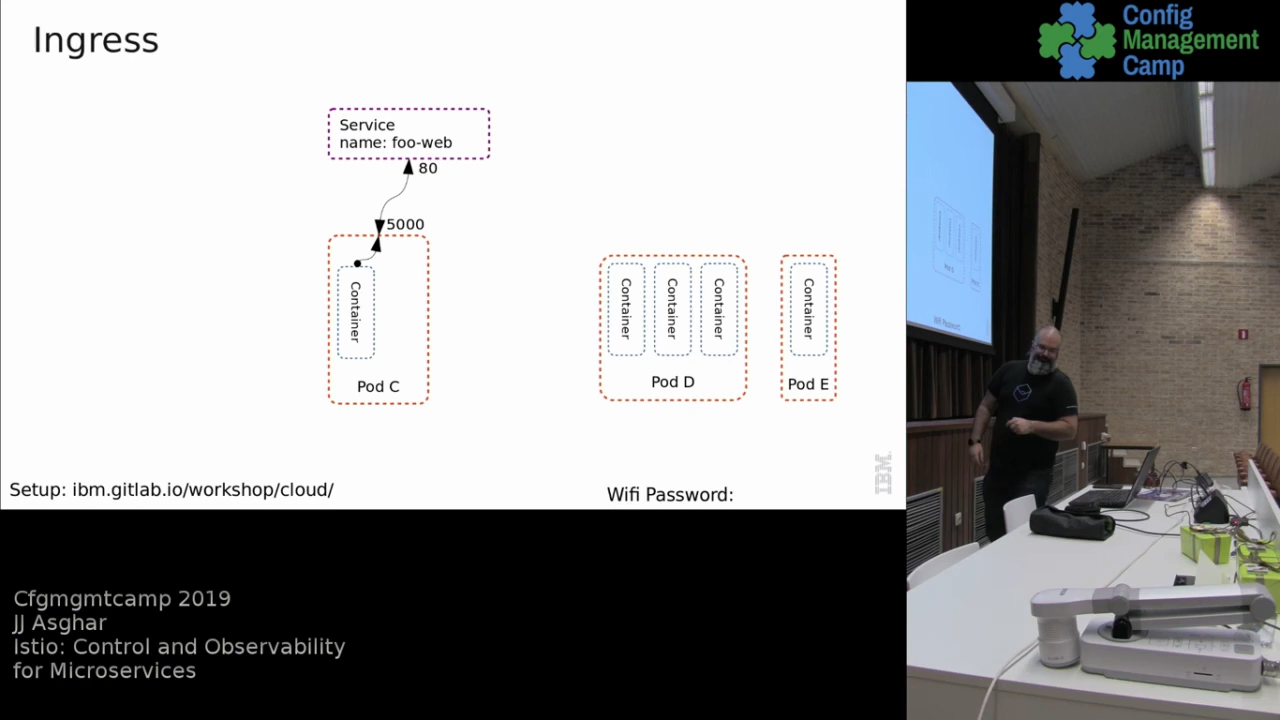 Ingress
Service
name: foo-web
80
5000
Container
Pod C
Container
Container
Container
Pod D
Container
Pod E
IBM
Setup: ibm.gitlab.io/workshop/cloud/
Wifi Password:
Config
Management
Camp
Cfgmgmtcamp 2019
JJ Asghar
Istio: Control and Observability
for Microservices